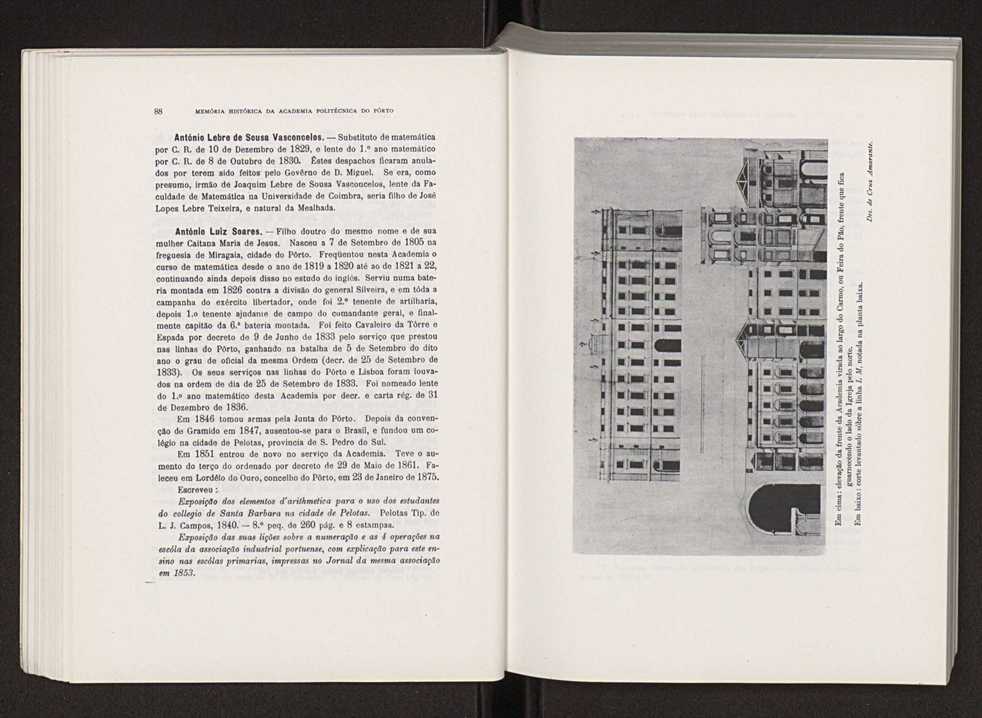 88 MEMÓRIA HISTÓRICA DA ACADEMIA POLITÉCNICA DO PÔRTO
António Lebre de Sousa Vasconcelos. — Substituto de matemática
por C. R. de 10 de Dezembro de 1829, e lente do 1.º ano matemático
por C. R. de 8 de Outubro de 1830. Êstes despachos ficaram anula-
dos por terem sido feitos pelo Govêrno de D. Miguel. Se era, como
presumo, irmão de Joaquim Lebre de Sousa Vasconcelos, lente da Fa-
culdade de Matemática na Universidade de Coimbra, seria filho de José
Lopes Lebre Teixeira, e natural da Mealhada.
António Luiz Soares. — Filho doutro do mesmo nome e de sua
mulher Caitana Maria de Jesus. Nasceu a 7 de Setembro de 1805 na
freguesia de Miragaia, cidade do Pôrto. Freqüentou nesta Academia o
curso de matemática desde o ano de 1819 a 1820 até ao de 1821 a 22,
continuando ainda depois disso no estudo do inglós. Serviu numa bate-
ria montada em 1826 contra a divisão do general Silveira, e em tôda a
campanha do exército libertador, onde foi 2.º tenente de artilharia,
depois 1.o tenente ajudante de campo do comandante geral, e final-
mente capitão da 6.ª bateria montada. Foi feito Cavaleiro da Tôrre e
Espada por decreto de 9 de Junho de 1833 pelo serviço que prestou
nas linhas do Pôrto, ganhando na batalha de 5 de Setembro do dito
ano o grau de oficial da mesma Ordem (decr. de 25 de Setembro de
1833). Os seus serviços nas linhas do Pôrto e Lisboa foram louva-
dos na ordem do dia de 25 de Setembro de 1833. Foi nomeado lente
do 1.º ano matemático desta Academia por decr. e carta rég. de 31
de Dezembro de 1836.
Em 1846 tomou armas pela Junta do Pôrto. Depois da conven-
ção de Gramido em 1847, ausentou-se para o Brasil, e fundou um co-
légio na cidade de Pelotas, província de S. Pedro do Sul.
Em 1851 entrou de novo no serviço da Academia. Teve o au-
mento do terço do ordenado por decreto de 29 de Maio de 1861. Fa-
leceu em Lordêlo do Ouro, concelho do Pôrto, em 23 de Janeiro de 1875.
Escreveu :
Exposição dos elementos d'arithmetica para o uso dos estudantes
do collegio de Santa Barbara na cidade de Pelotas. Pelotas Tip. de
L. J. Campos, 1840. — 8.º peq. de 260 pág. e 8 estampas.
Exposição das suas lições sobre a numeração e as 4 operações na
escóla da associação industrial portuense, com explicação para este en-
sino nas escólas primarias, impressas no Jornal da mesma associação
em 1853.
Des. de Cruz Amarante.
Em cima : elevação da frente da Academia virada ao largo do Carmo, ou Feira do Pão, frente que fica
guarnecendo o lado da Igreja pelo norte.
Em baixo : corte levantado sôbre a linha L M, notada na planta baixa.